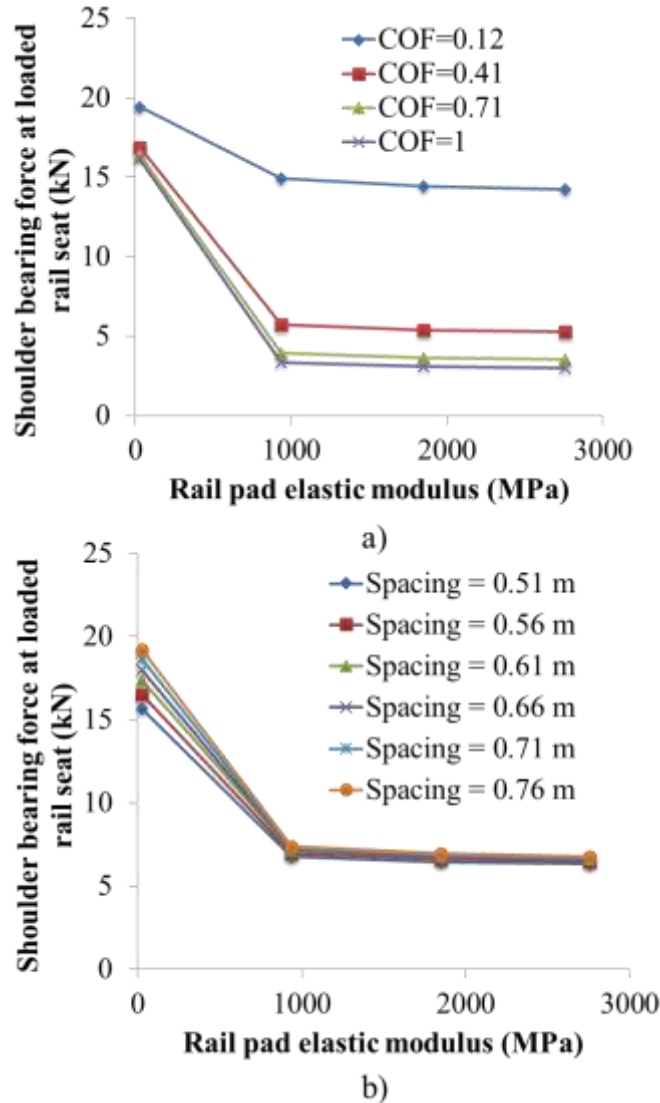 COF=0.12
COF=0.41
COF=0.71
COF=1
25
20
15
10
5
0
Shoulder bearing force at loaded
rail seat (kN)
0 1000 2000 3000
Rail pad elastic modulus (MPa)
a)
Spacing = 0.51 m
Spacing = 0.56 m
Spacing = 0.61 m
Spacing = 0.66 m
Spacing = 0.71 m
Spacing = 0.76 m
25
20
15
10
5
0
Shoulder bearing force at loaded
rail seat (kN)
0 1000 2000 3000
Rail pad elastic modulus (MPa)
b)